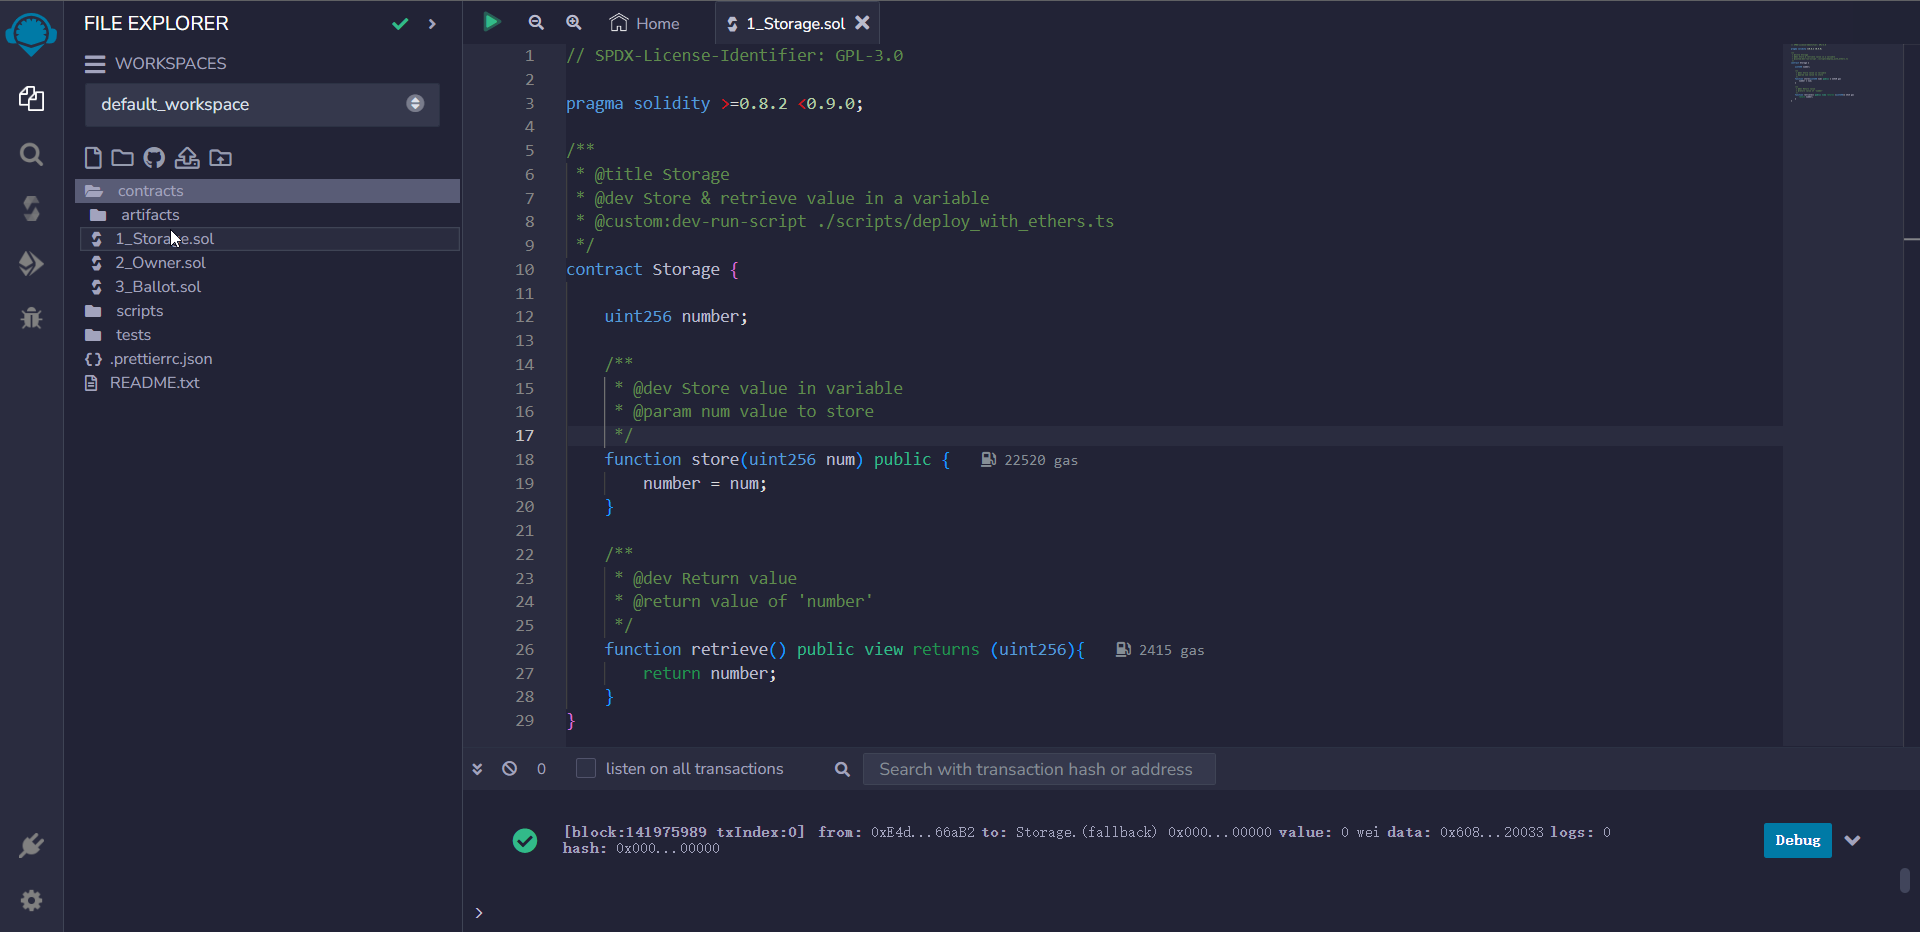 FILE EXPLORER
WORKSPACES
default_workspace
contracts
artifacts
1_Storage.sol
2_Owner.sol
3_Ballot.sol
scripts
tests
{} .prettierrc.json
README.txt
Home
1_Storage.sol
1 // SPDX-License-Identifier: GPL-3.0
2
3 pragma solidity >=0.8.2 <0.9.0;
4
5 /**
6 * @title Storage
7 * @dev Store & retrieve value in a variable
8 * @custom:dev-run-script ./scripts/deploy_with_ethers.ts
9 */
10 contract Storage {
11
12 uint256 number;
13
14 /**
15 * @dev Store value in variable
16 * @param num value to store
17 */
18 function store(uint256 num) public { 22520 gas
19 number = num;
20 }
21
22 /**
23 * @dev Return value
24 * @return value of 'number'
25 */
26 function retrieve() public view returns (uint256){ 2415 gas
27 return number;
28 }
29 }
0 listen on all transactions Search with transaction hash or address
[block:141975989 txIndex:0] from: 0xE4d...66aB2 to: Storage.(fallback) 0x000...00000 value: 0 wei data: 0x608...20033 logs: 0
hash: 0x000...00000
Debug
>